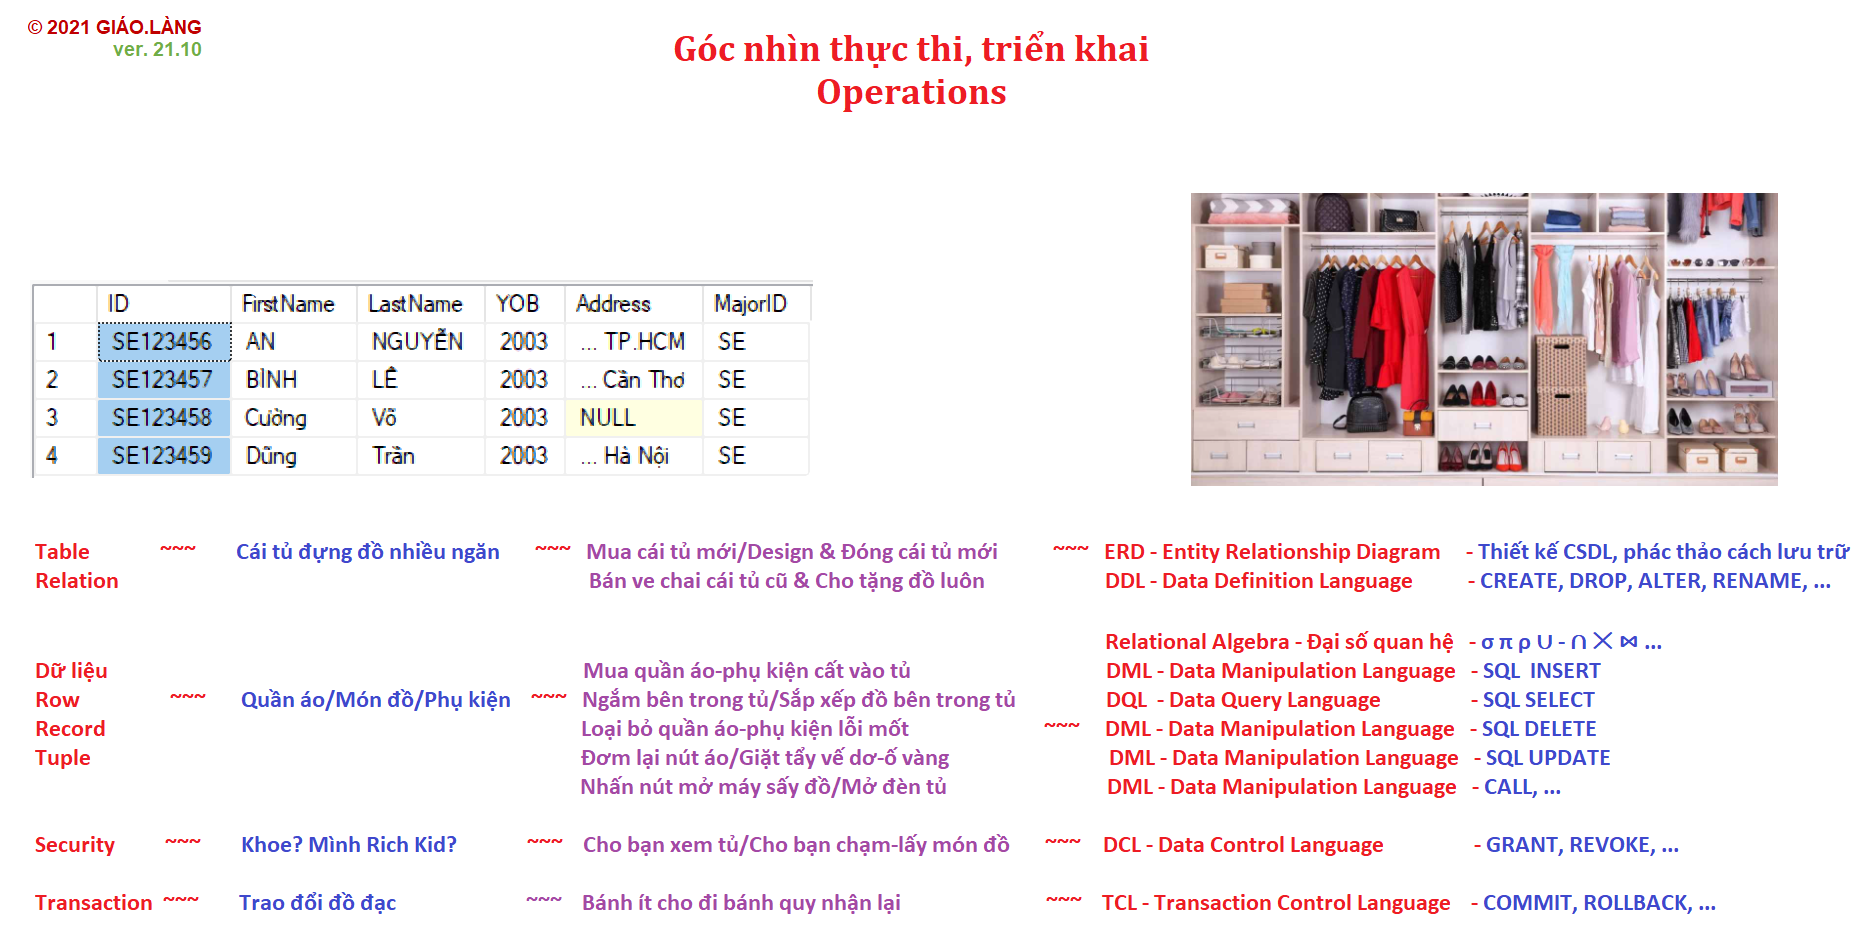 © 2021 GIÁO.LÀNG
ver. 21.10
Góc nhìn thực thi, triển khai
Operations
ID FirstName LastName YOB Address MajorID
1 SE123456 AN NGUYỄN 2003 ... TP.HCM SE
2 SE123457 BÌNH LÊ 2003 ... Cần Thơ SE
3 SE123458 Cường Võ 2003 NULL SE
4 SE123459 Dũng Trần 2003 ... Hà Nội SE
Table ~~~ Cái tủ đựng đồ nhiều ngăn ~~~ Mua cái tủ mới/Design & Đóng cái tủ mới ~~~ ERD - Entity Relationship Diagram - Thiết kế CSDL, phác thảo cách lưu trữ
Relation Bán ve chai cái tủ cũ & Cho tặng đồ luôn DDL - Data Definition Language - CREATE, DROP, ALTER, RENAME, ...
Relational Algebra - Đại số quan hệ - σ π ρ ∪ - ∩ ╳ ⋈ ...
Dữ liệu Mua quần áo-phụ kiện cất vào tủ DML - Data Manipulation Language - SQL INSERT
Row ~~~ Quần áo/Món đồ/Phụ kiện ~~~ Ngắm bên trong tủ/Sắp xếp đồ bên trong tủ DQL - Data Query Language - SQL SELECT
Record Loại bỏ quần áo-phụ kiện lỗi mốt ~~~ DML - Data Manipulation Language - SQL DELETE
Tuple Đơm lại nút áo/Giặt tẩy vế dơ-ố vàng DML - Data Manipulation Language - SQL UPDATE
Nhấn nút mở máy sấy đồ/Mở đèn tủ DML - Data Manipulation Language - CALL, ...
Security ~~~ Khoe? Mình Rich Kid? ~~~ Cho bạn xem tủ/Cho bạn chạm-lấy món đồ ~~~ DCL - Data Control Language - GRANT, REVOKE, ...
Transaction ~~~ Trao đổi đồ đạc ~~~ Bánh ít cho đi bánh quy nhận lại ~~~ TCL - Transaction Control Language - COMMIT, ROLLBACK, ...